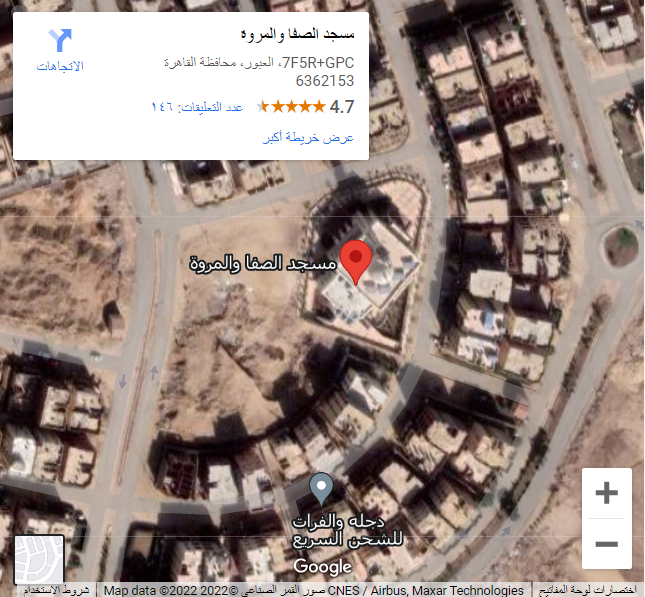 مسجد الصفا والمروة
الاتجاهات
7F5R+GPC، العبور، محافظة القاهرة
6362153
4.7
عدد التعليقات: ١٤٦
عرض خريطة أكبر
مسجد الصفا والمروة
دجله والفرات
للشحن السريع
Google
اختصارات لوحة المفاتيح
Map data ©2022 صور القمر الصناعي ©2022 CNES / Airbus, Maxar Technologies
شروط الاستخدام